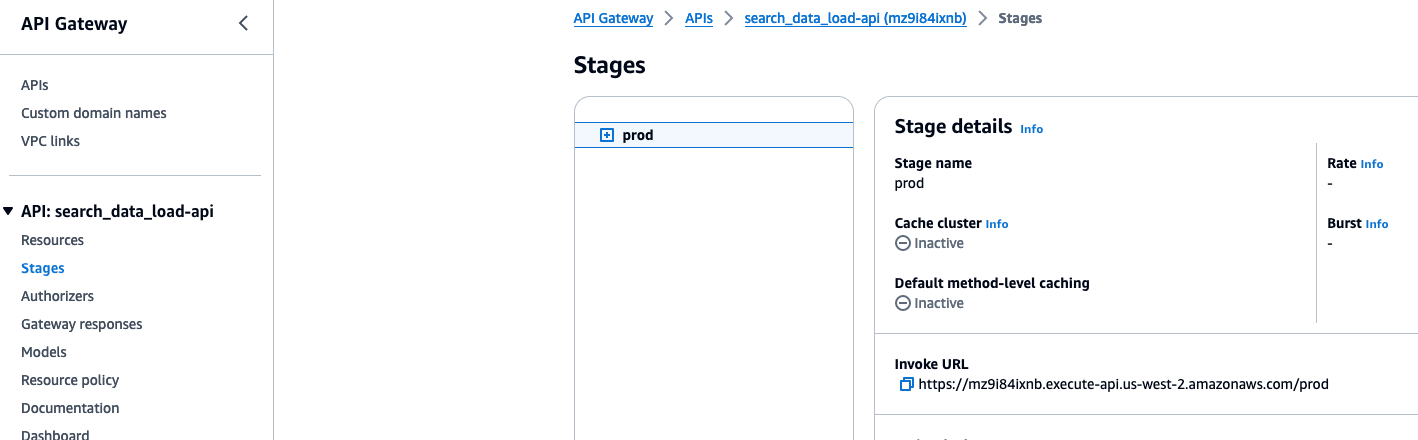 API Gateway
APIs
Custom domain names
VPC links
API: search_data_load-api
Resources
Stages
Authorizers
Gateway responses
Models
Resource policy
Documentation
Dashboard
API Gateway > APIs > search_data_load-api (mz9i84ixnb) > Stages
Stages
prod
Stage details Info
Stage name
prod
Rate Info
-
Cache cluster Info
Inactive
Burst Info
-
Default method-level caching
Inactive
Invoke URL
https://mz9i84ixnb.execute-api.us-west-2.amazonaws.com/prod